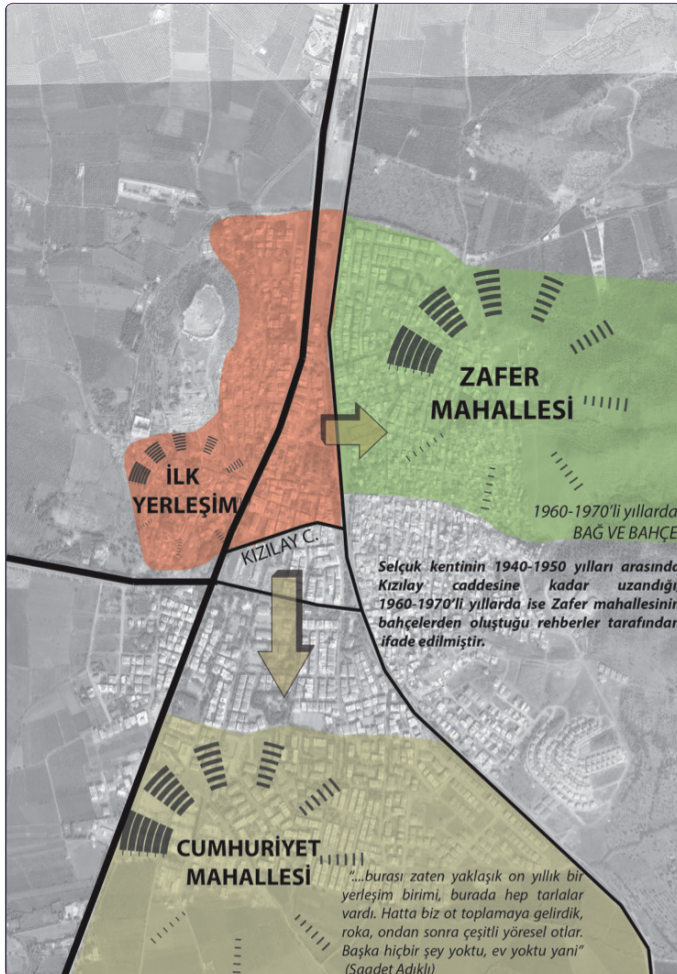 ZAFER
MAHALLESİ
İLK
YERLEŞİM
1960-1970'li yıllarda
BAĞ VE BAHÇE
KIZILAY C.
Selçuk kentinin 1940-1950 yılları arasında
Kızılay caddesine kadar uzandığı,
1960-1970'li yıllarda ise Zafer mahallesinin
bahçelerden oluştuğu rehberler tarafından
ifade edilmiştir.
CUMHURİYET
MAHALLESİ
"....burası zaten yaklaşık on yıllık bir
yerleşim birimi, burada hep tarlalar
vardı. Hatta biz ot toplamaya gelirdik,
roka, ondan sonra çeşitli yöresel otlar.
Başka hiçbir şey yoktu, ev yoktu yani"
(Saadet Adıklı)